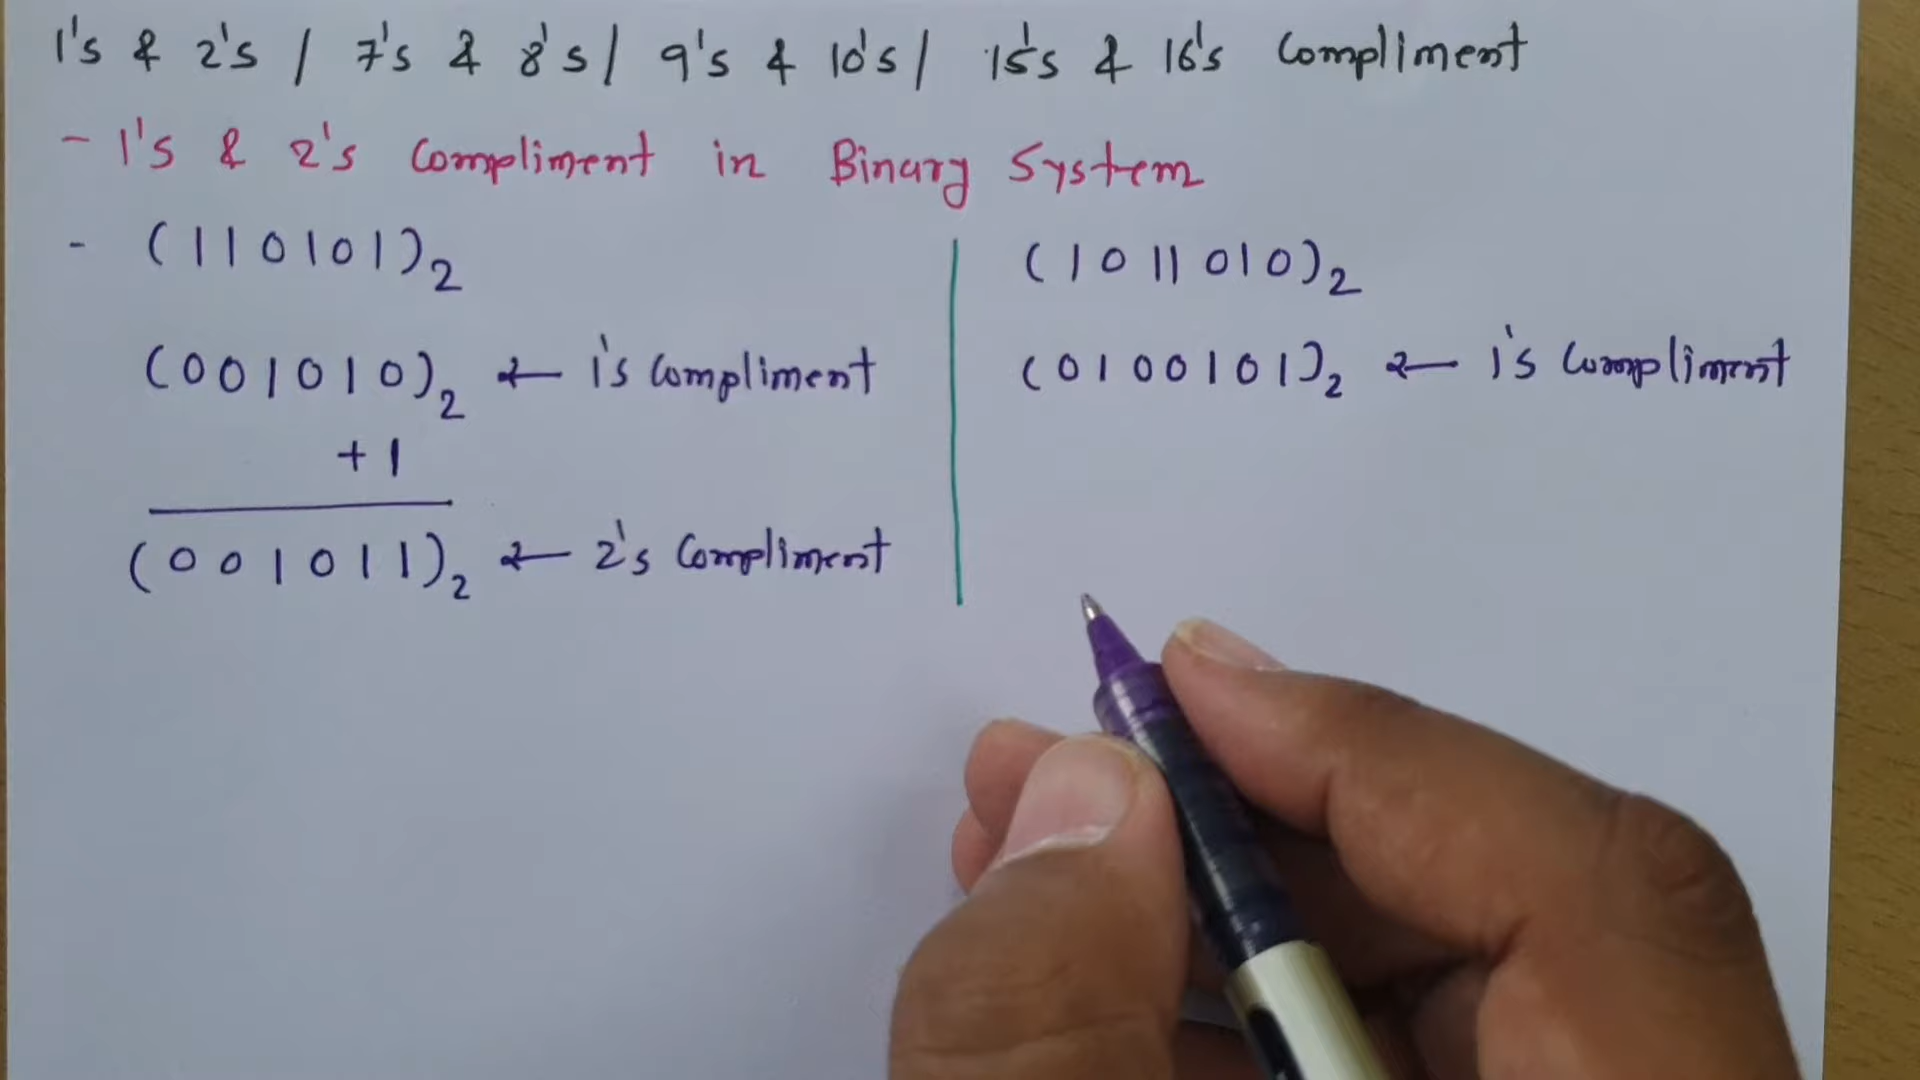 1's & 2's / 7's & 8's / 9's & 10's / 15's & 16's Compliment
- 1's & 2's Compliment in Binary System
- (110101)₂
(001010)₂ ← 1's Compliment
+ 1
(001011)₂ ← 2's Compliment
(1011010)₂
(0100101)₂ ← 1's Compliment